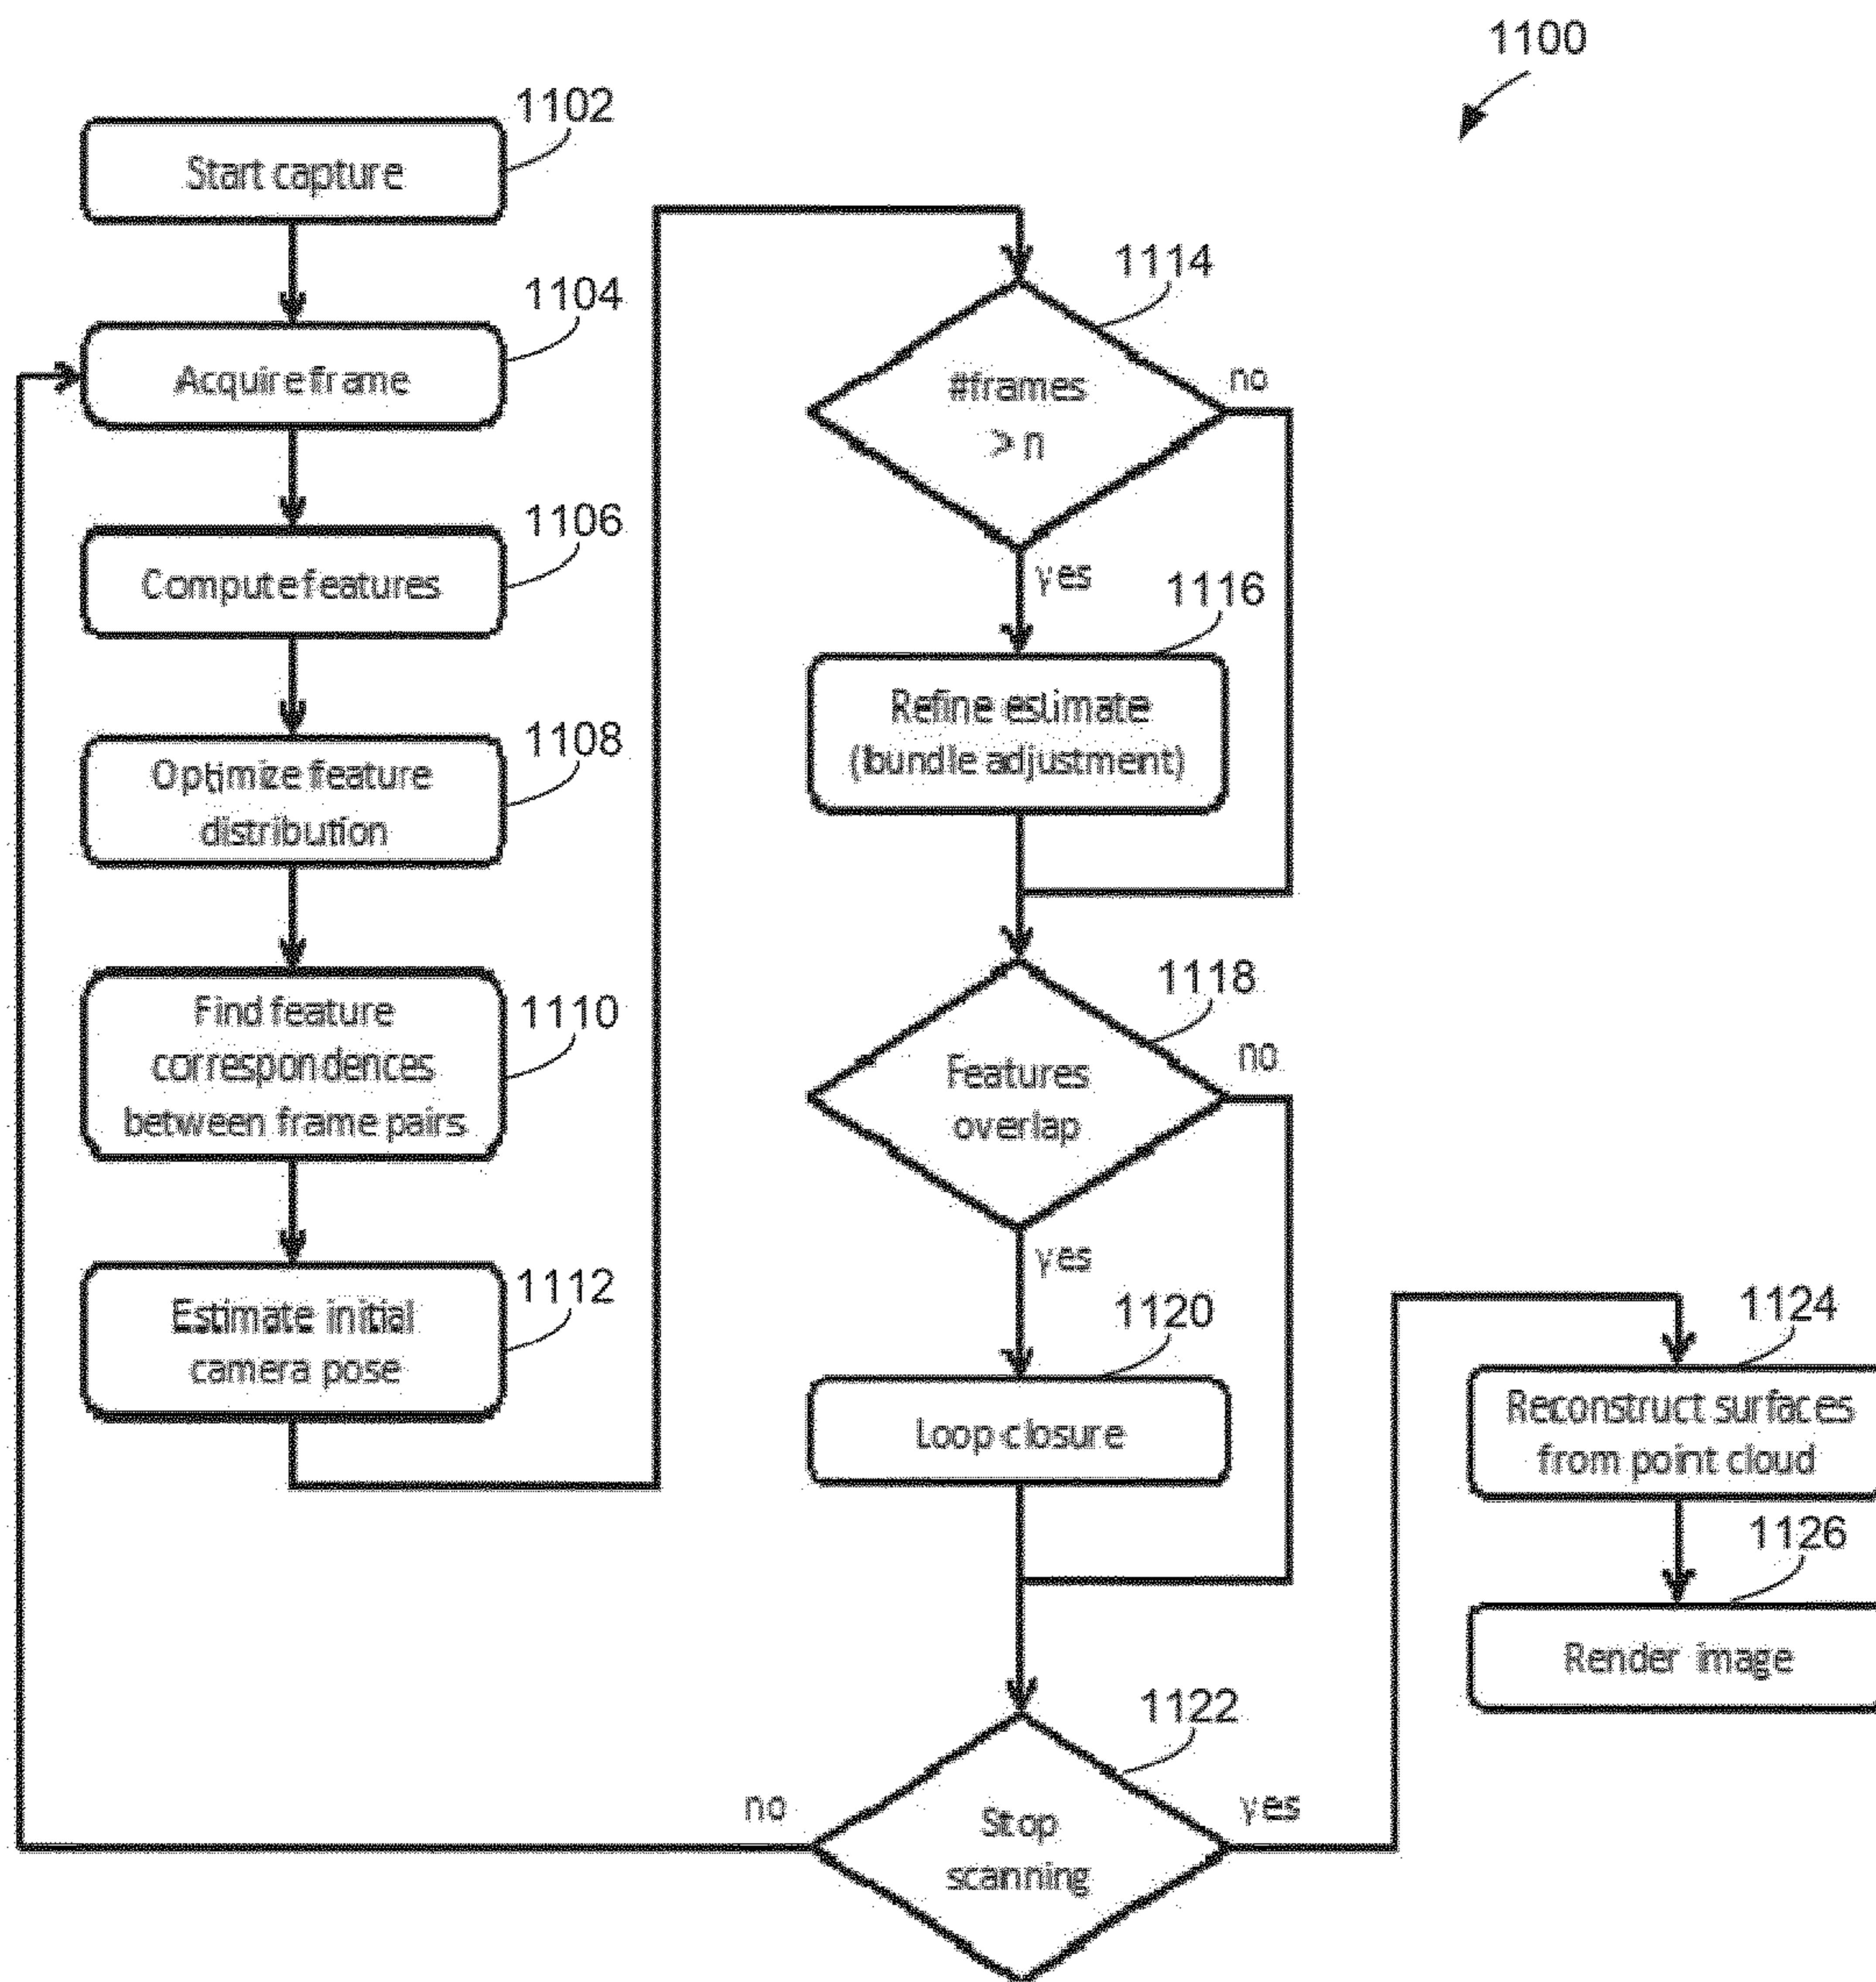 1100
1102
Start capture
1104
Acquire frame
1106
Compute features
1108
Optimize feature
distribution
1110
Find feature
correspondences
between frame pairs
1112
Estimate initial
camera pose
1114
#frames
> n
no
yes
1116
Refine estimate
(bundle adjustment)
1118
Features
overlap
no
yes
1120
Loop closure
1122
Stop
scanning
no
yes
1124
Reconstruct surfaces
from point cloud
1126
Render image